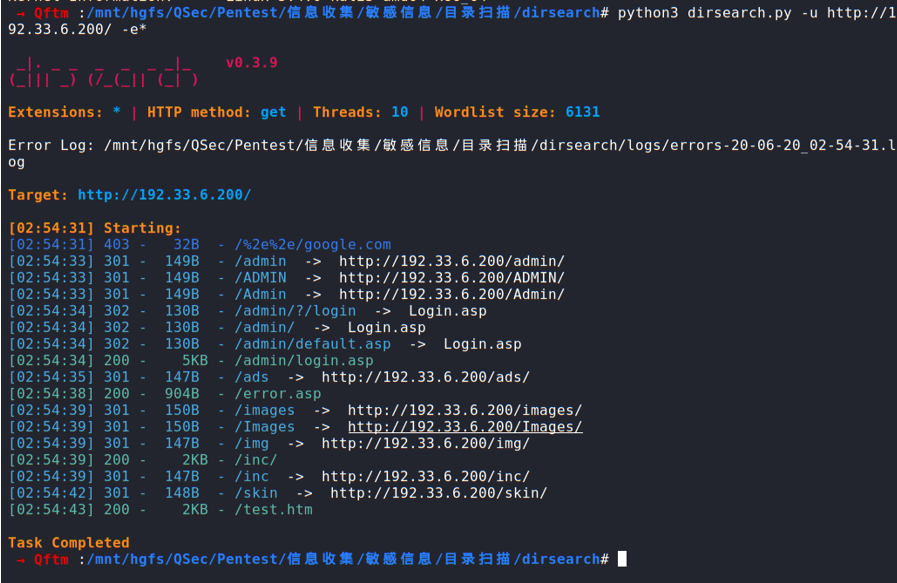 → Qftm :/mnt/hgfs/QSec/Pentest/信息收集/敏感信息/目录扫描/dirsearch# python3 dirsearch.py -u http://1
92.33.6.200/ -e*
_|. _ _  _  _  _ _|_    v0.3.9
(_||| _) (/_(_|| (_| )
Extensions: * | HTTP method: get | Threads: 10 | Wordlist size: 6131
Error Log: /mnt/hgfs/QSec/Pentest/信息收集/敏感信息/目录扫描/dirsearch/logs/errors-20-06-20_02-54-31.l
og
Target: http://192.33.6.200/
[02:54:31] Starting:
[02:54:31] 403 -   32B  - /%2e%2e/google.com
[02:54:33] 301 -  149B  - /admin  ->  http://192.33.6.200/admin/
[02:54:33] 301 -  149B  - /ADMIN  ->  http://192.33.6.200/ADMIN/
[02:54:33] 301 -  149B  - /Admin  ->  http://192.33.6.200/Admin/
[02:54:34] 302 -  130B  - /admin/?/login  ->  Login.asp
[02:54:34] 302 -  130B  - /admin/  ->  Login.asp
[02:54:34] 302 -  130B  - /admin/default.asp  ->  Login.asp
[02:54:34] 200 -    5KB - /admin/login.asp
[02:54:35] 301 -  147B  - /ads  ->  http://192.33.6.200/ads/
[02:54:38] 200 -  904B  - /error.asp
[02:54:39] 301 -  150B  - /images  ->  http://192.33.6.200/images/
[02:54:39] 301 -  150B  - /Images  ->  http://192.33.6.200/Images/
[02:54:39] 301 -  147B  - /img  ->  http://192.33.6.200/img/
[02:54:39] 200 -    2KB - /inc/
[02:54:39] 301 -  147B  - /inc  ->  http://192.33.6.200/inc/
[02:54:42] 301 -  148B  - /skin  ->  http://192.33.6.200/skin/
[02:54:43] 200 -    2KB - /test.htm
Task Completed
→ Qftm :/mnt/hgfs/QSec/Pentest/信息收集/敏感信息/目录扫描/dirsearch#